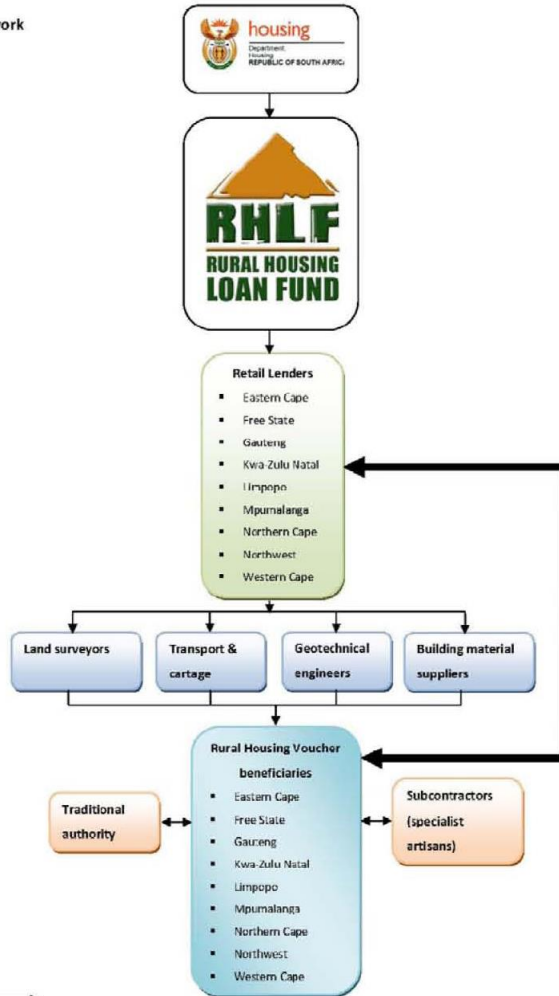 work
housing
Department:
Housing
REPUBLIC OF SOUTH AFRICA
RHLF
RURAL HOUSING
LOAN FUND
Retail Lenders
▪ Eastern Cape
▪ Free State
▪ Gauteng
▪ Kwa-Zulu Natal
▪ Limpopo
▪ Mpumalanga
▪ Northern Cape
▪ Northwest
▪ Western Cape
Land surveyors
Transport &
cartage
Geotechnical
engineers
Building material
suppliers
Rural Housing Voucher
beneficiaries
▪ Eastern Cape
▪ Free State
▪ Gauteng
▪ Kwa-Zulu Natal
▪ Limpopo
▪ Mpumalanga
▪ Northern Cape
▪ Northwest
▪ Western Cape
Traditional
authority
Subcontractors
(specialist
artisans)